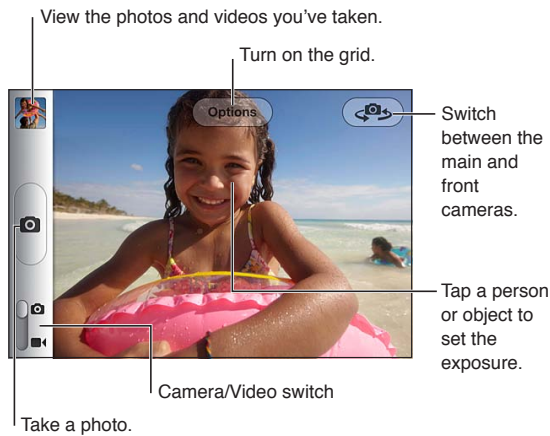 View the photos and videos you’ve taken.
Turn on the grid.
Options
Switch
between the
main and
front
cameras.
Tap a person
or object to
set the
exposure.
Camera/Video switch
Take a photo.